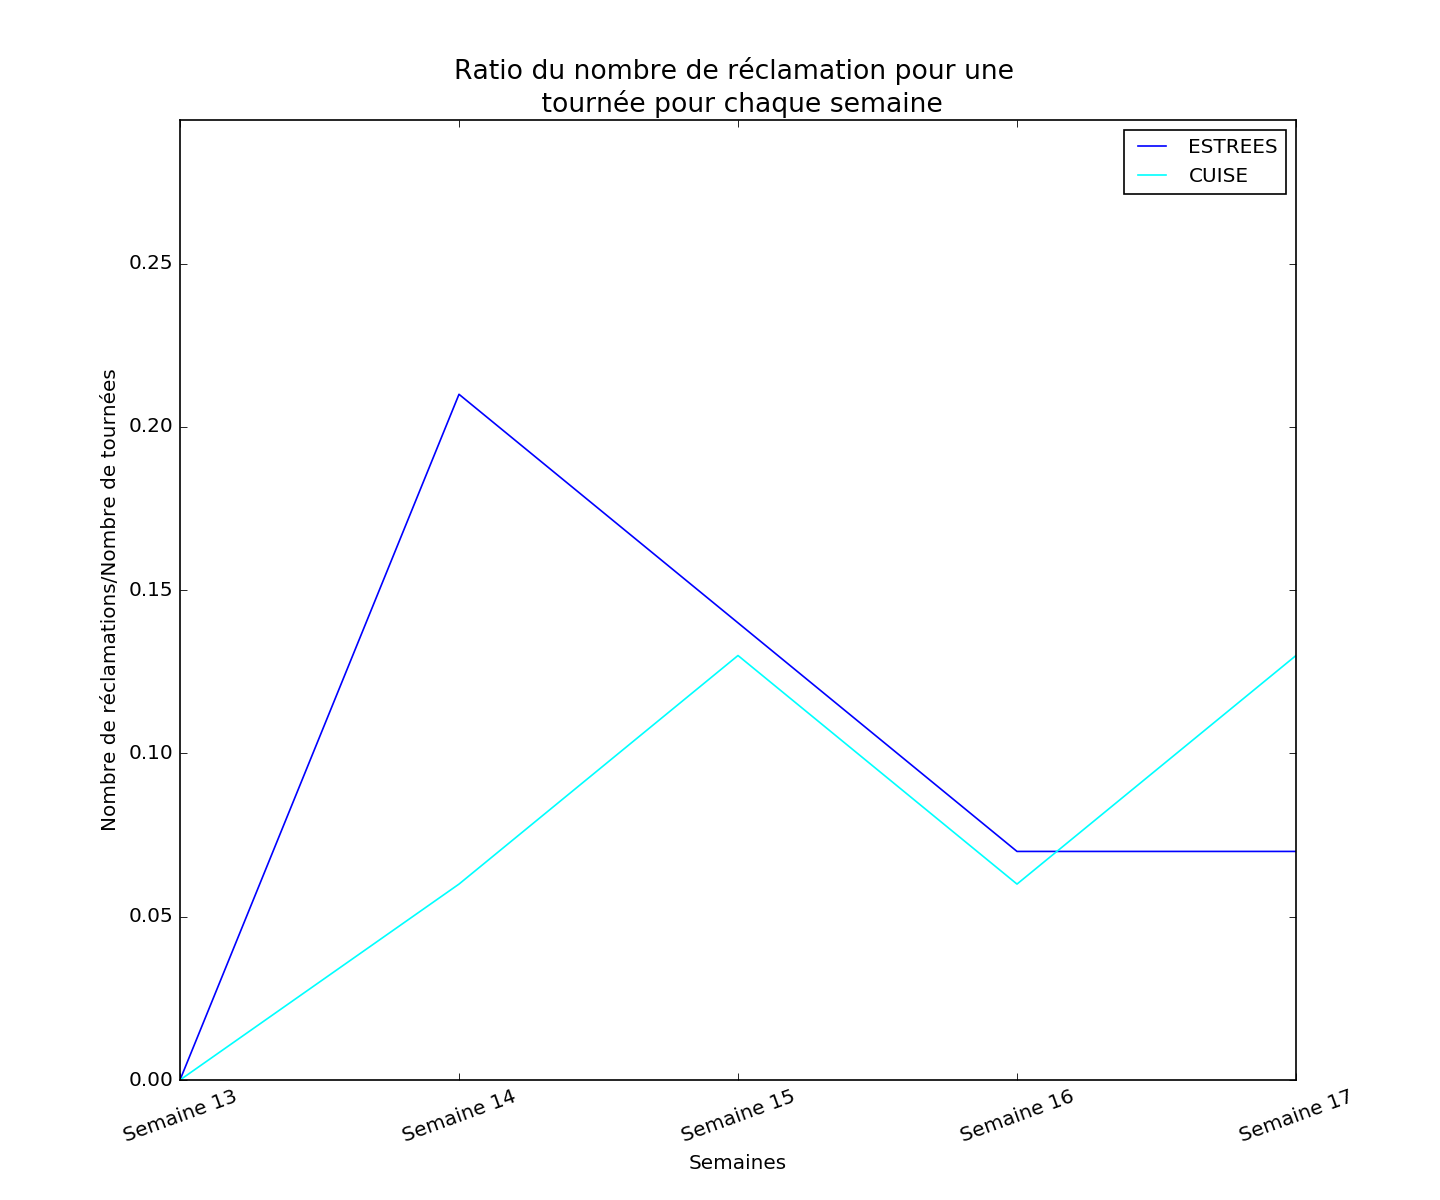 Ratio du nombre de réclamation pour une
tournée pour chaque semaine
ESTREES
CUISE
Nombre de réclamations/Nombre de tournées
0.25
0.20
0.15
0.10
0.05
0.00
Semaine 13
Semaine 14
Semaine 15
Semaine 16
Semaine 17
Semaines